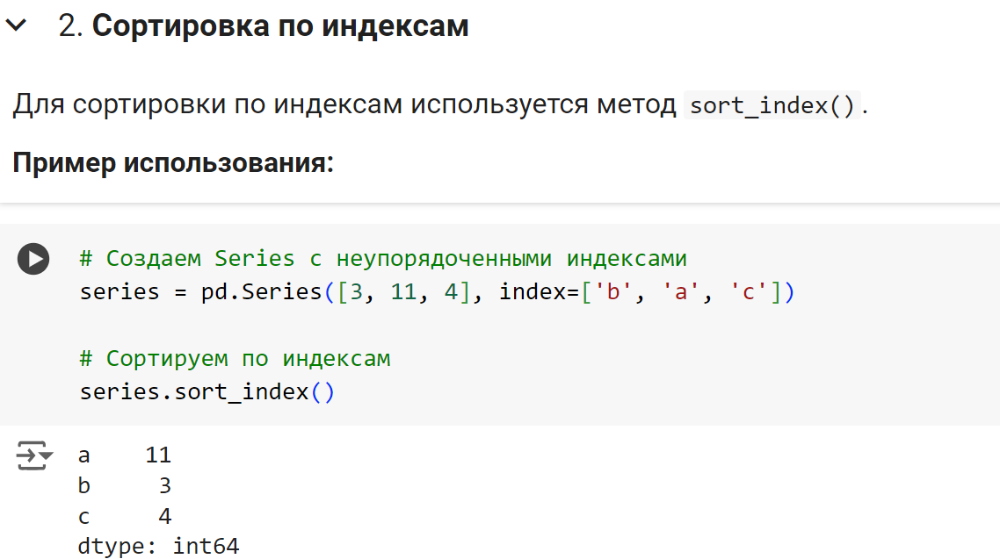 2. Сортировка по индексам
Для сортировки по индексам используется метод sort_index().
Пример использования:
# Создаем Series с неупорядоченными индексами
series = pd.Series([3, 11, 4], index=['b', 'a', 'c'])
# Сортируем по индексам
series.sort_index()
a    11
b     3
c     4
dtype: int64